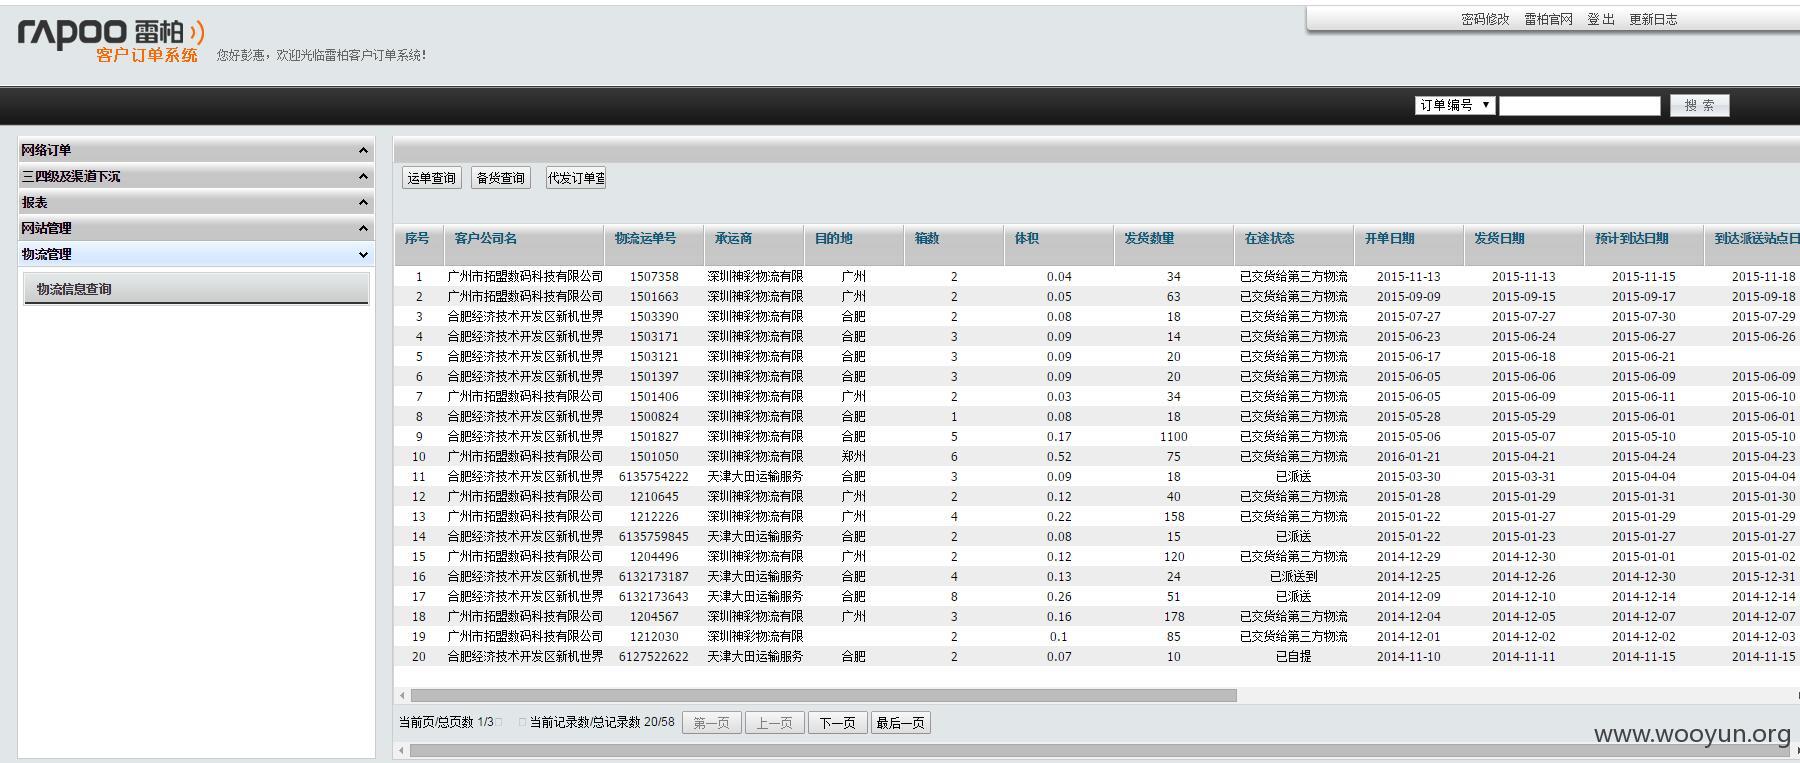 密码修改 雷柏官网 登 出 更新日志
rapoo 雷柏
客户订单系统 您好彭惠，欢迎光临雷柏客户订单系统!
订单编号 搜 索
网络订单
三四级及渠道下沉
报表
网站管理
物流管理
物流信息查询
运单查询 备货查询 代发订单查
序号 客户公司名 物流运单号 承运商 目的地 箱数 体积 发货数量 在途状态 开单日期 发货日期 预计到达日期 到达派送站点日
1 广州市拓盟数码科技有限公司 1507358 深圳神彩物流有限 广州 2 0.04 34 已交货给第三方物流 2015-11-13 2015-11-13 2015-11-15 2015-11-18
2 广州市拓盟数码科技有限公司 1501663 深圳神彩物流有限 广州 2 0.05 63 已交货给第三方物流 2015-09-09 2015-09-15 2015-09-17 2015-09-18
3 合肥经济技术开发区新机世界 1503390 深圳神彩物流有限 合肥 2 0.08 18 已交货给第三方物流 2015-07-27 2015-07-27 2015-07-30 2015-07-29
4 合肥经济技术开发区新机世界 1503171 深圳神彩物流有限 合肥 3 0.09 14 已交货给第三方物流 2015-06-23 2015-06-24 2015-06-27 2015-06-26
5 合肥经济技术开发区新机世界 1503121 深圳神彩物流有限 合肥 3 0.09 20 已交货给第三方物流 2015-06-17 2015-06-18 2015-06-21
6 合肥经济技术开发区新机世界 1501397 深圳神彩物流有限 合肥 3 0.09 20 已交货给第三方物流 2015-06-05 2015-06-06 2015-06-09 2015-06-09
7 广州市拓盟数码科技有限公司 1501406 深圳神彩物流有限 广州 2 0.03 34 已交货给第三方物流 2015-06-05 2015-06-09 2015-06-11 2015-06-10
8 合肥经济技术开发区新机世界 1500824 深圳神彩物流有限 合肥 1 0.08 18 已交货给第三方物流 2015-05-28 2015-05-29 2015-06-01 2015-06-01
9 合肥经济技术开发区新机世界 1501827 深圳神彩物流有限 合肥 5 0.17 1100 已交货给第三方物流 2015-05-06 2015-05-07 2015-05-10 2015-05-10
10 广州市拓盟数码科技有限公司 1501050 深圳神彩物流有限 郑州 6 0.52 75 已交货给第三方物流 2016-01-21 2015-04-21 2015-04-24 2015-04-23
11 合肥经济技术开发区新机世界 6135754222 天津大田运输服务 合肥 3 0.09 18 已派送 2015-03-30 2015-03-31 2015-04-04 2015-04-04
12 广州市拓盟数码科技有限公司 1210645 深圳神彩物流有限 广州 2 0.12 40 已交货给第三方物流 2015-01-28 2015-01-29 2015-01-31 2015-01-30
13 广州市拓盟数码科技有限公司 1212226 深圳神彩物流有限 广州 4 0.22 158 已交货给第三方物流 2015-01-22 2015-01-27 2015-01-29 2015-01-29
14 合肥经济技术开发区新机世界 6135759845 天津大田运输服务 合肥 2 0.08 15 已派送 2015-01-22 2015-01-23 2015-01-27 2015-01-27
15 广州市拓盟数码科技有限公司 1204496 深圳神彩物流有限 广州 2 0.12 120 已交货给第三方物流 2014-12-29 2014-12-30 2015-01-01 2015-01-02
16 合肥经济技术开发区新机世界 6132173187 天津大田运输服务 合肥 4 0.13 24 已派送到 2014-12-25 2014-12-26 2014-12-30 2015-12-31
17 合肥经济技术开发区新机世界 6132173643 天津大田运输服务 合肥 8 0.26 51 已派送 2014-12-09 2014-12-10 2014-12-14 2014-12-14
18 广州市拓盟数码科技有限公司 1204567 深圳神彩物流有限 广州 3 0.16 178 已交货给第三方物流 2014-12-04 2014-12-05 2014-12-07 2014-12-07
19 广州市拓盟数码科技有限公司 1212030 深圳神彩物流有限 2 0.1 85 已交货给第三方物流 2014-12-01 2014-12-02 2014-12-02 2014-12-03
20 合肥经济技术开发区新机世界 6127522622 天津大田运输服务 合肥 2 0.07 10 已自提 2014-11-10 2014-11-11 2014-11-15 2014-11-15
当前页/总页数 1/3 当前记录数/总记录数 20/58 第一页 上一页 下一页 最后一页
www.wooyun.org